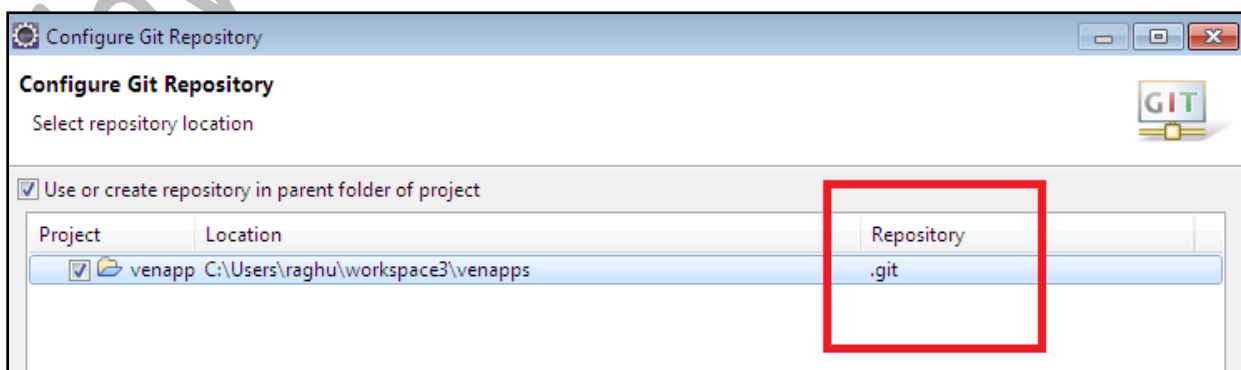 Configure Git Repository
Configure Git Repository
GIT
Select repository location
Use or create repository in parent folder of project
Project Location Repository
venapp C:\Users\raghu\workspace3\venapps .git